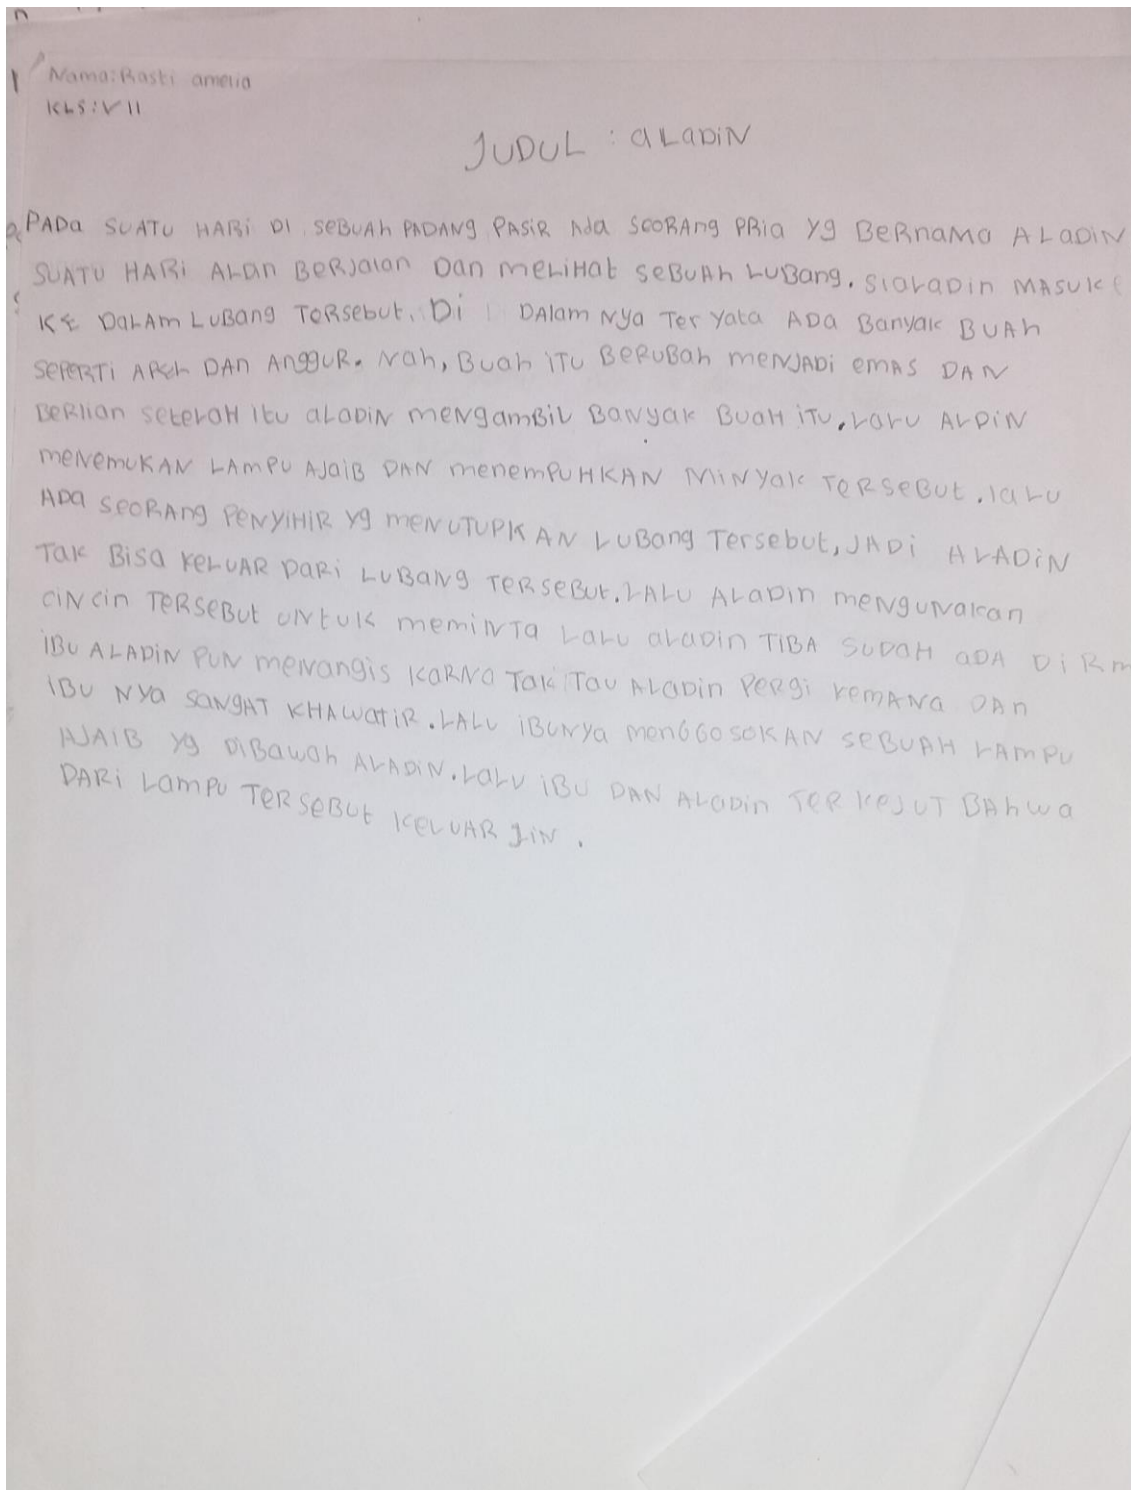 Nama: Rasti amelia
KLS: VII
JUDUL : aLaDiN
PADa SUATU HARi Di SeBUAh PADANg PASiR Ada SeORAng PRia yg BeRnama ALaDiN
SUATU HARi ALan BeRJalan Dan meLiHat SeBUAh LUBang. Sialadin MASUK
KE DaLAm LUBang TeRsebut. Di DALam Nya Ter yata ADa Banyak BUAh
SEPERTi APeh DAN AnggUR. Nah, Buah iTU BERUBah menJADi emas DAN
BeRlian setelah itu aLaDiN mengamBiL BaNyak BuaH iTU. LaLU ALDiN
meNeMUKAN LAmPU AJaiB DAN menemPUHKAN MiNyak TeRSeBUT. laLU
ADa SeORANg PeNyiHiR yg meNUTUPKAN LUBang Tersebut, JADi ALADiN
TaK Bisa KeLUAR DaRi LUBANg TeRSeBUt. LALU ALaDin meNgUNakan
ciNcin TeRSeBUt UNtUK memiNTa LaLU aLaDin TiBA SUDaH aDA Di Rm
iBU ALADiN PUN meNangis KaRNa TaK TaU ALaDin PeRgi KemANa DAn
iBU Nya SaNgAT KHAWatiR. LALU iBUNya menGGOSOKAN SeBUAH LAmPU
AJAiB yg DiBawah ALADiN. LaLU iBU DAN ALaDin TeRKeJUT BAhwa
DARi LamPU TeRSeBUt KeLUAR JiN.